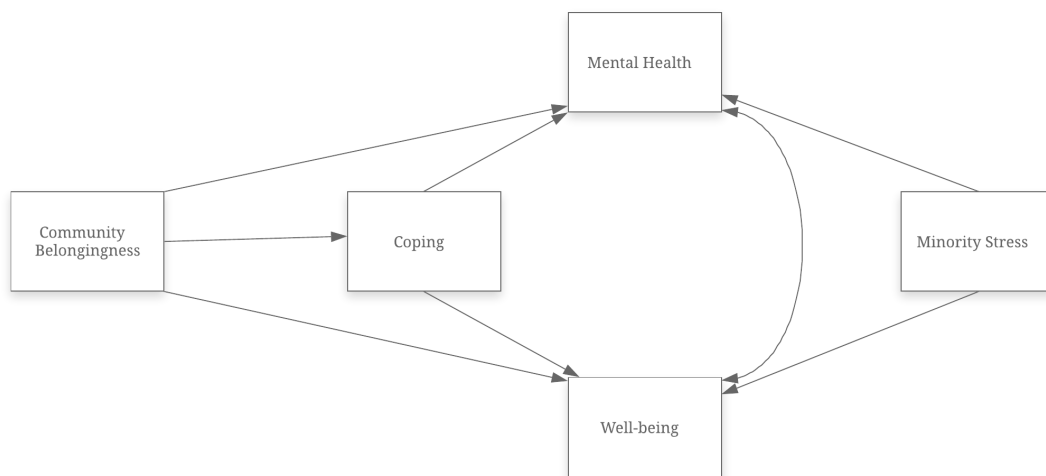 Mental Health
Community
Belongingness
Coping
Minority Stress
Well-being